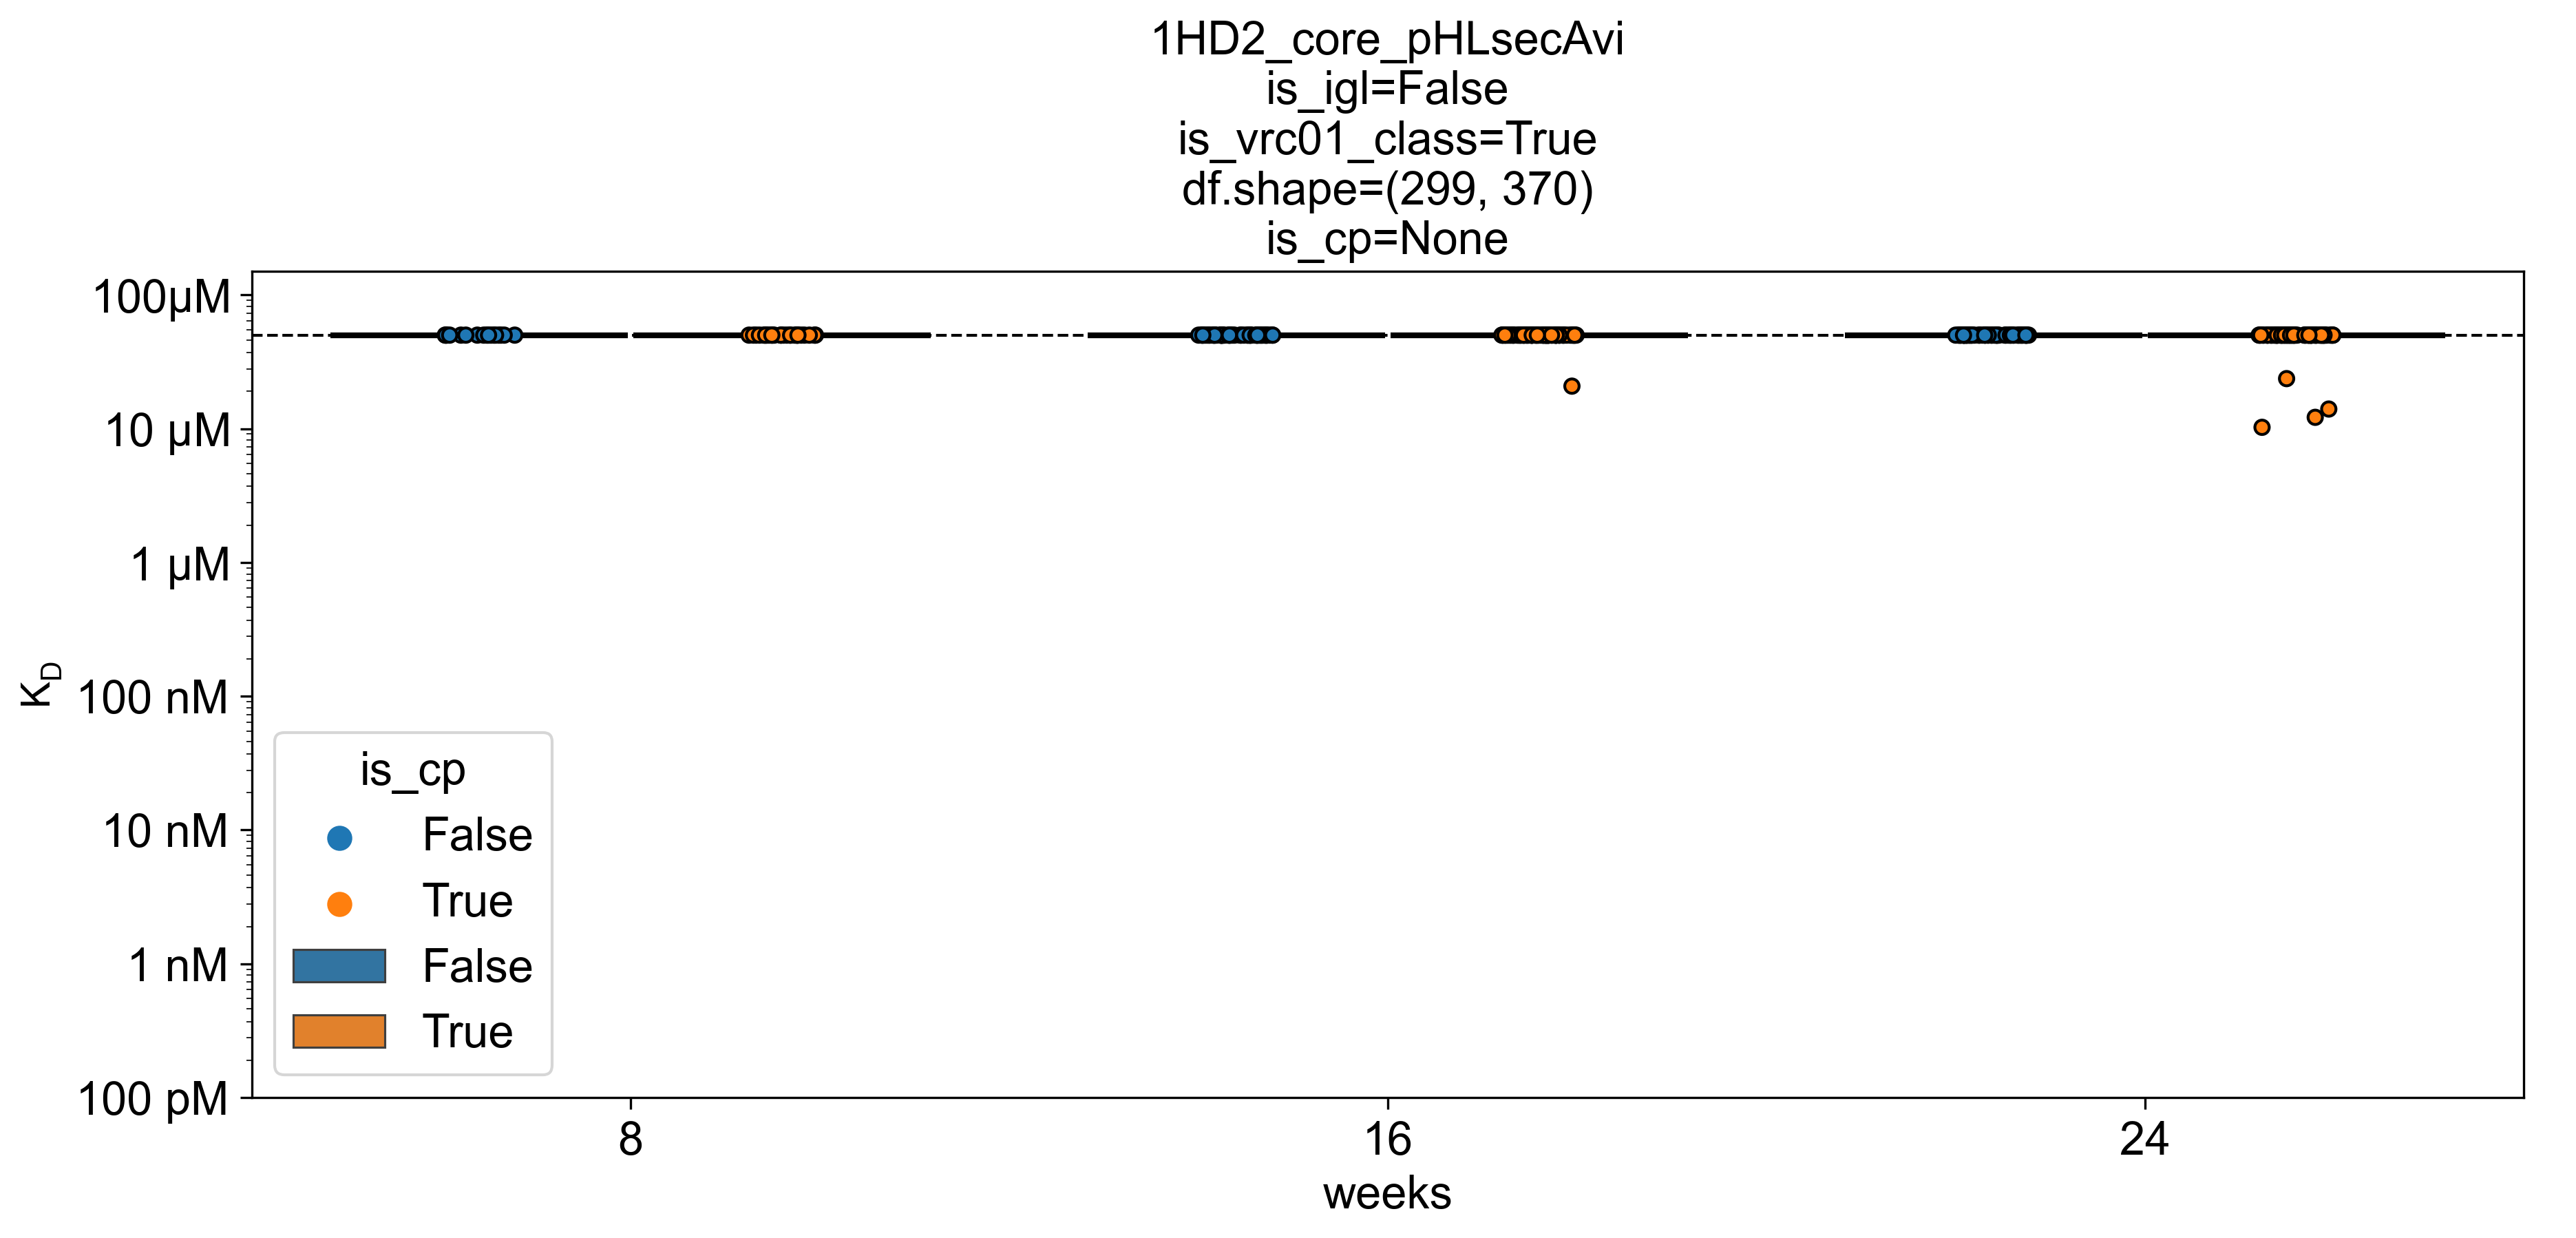 1HD2_core_pHLsecAvi
is_igl=False
is_vrc01_class=True
df.shape=(299, 370)
is_cp=None
100µM
10 µM
1 µM
100 nM
10 nM
1 nM
100 pM
K_D
is_cp
False
True
False
True
8
16
24
weeks